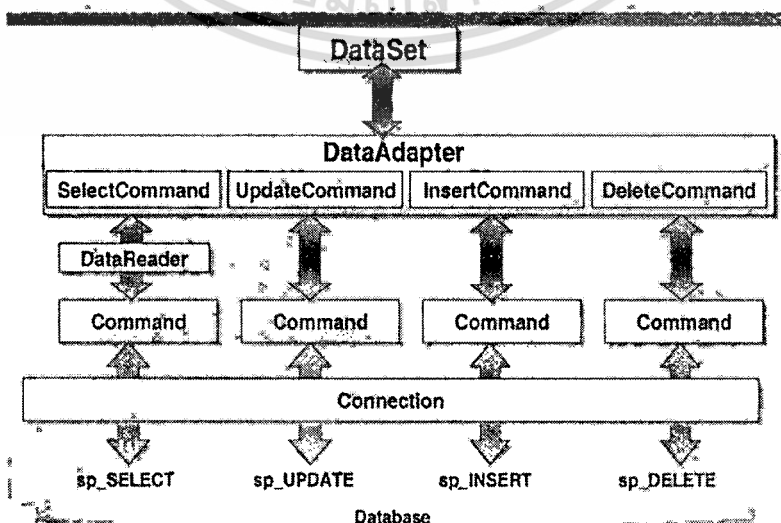 DataSet
DataAdapter
SelectCommand UpdateCommand InsertCommand DeleteCommand
DataReader
Command Command Command Command
Connection
sp_SELECT sp_UPDATE sp_INSERT sp_DELETE
Database